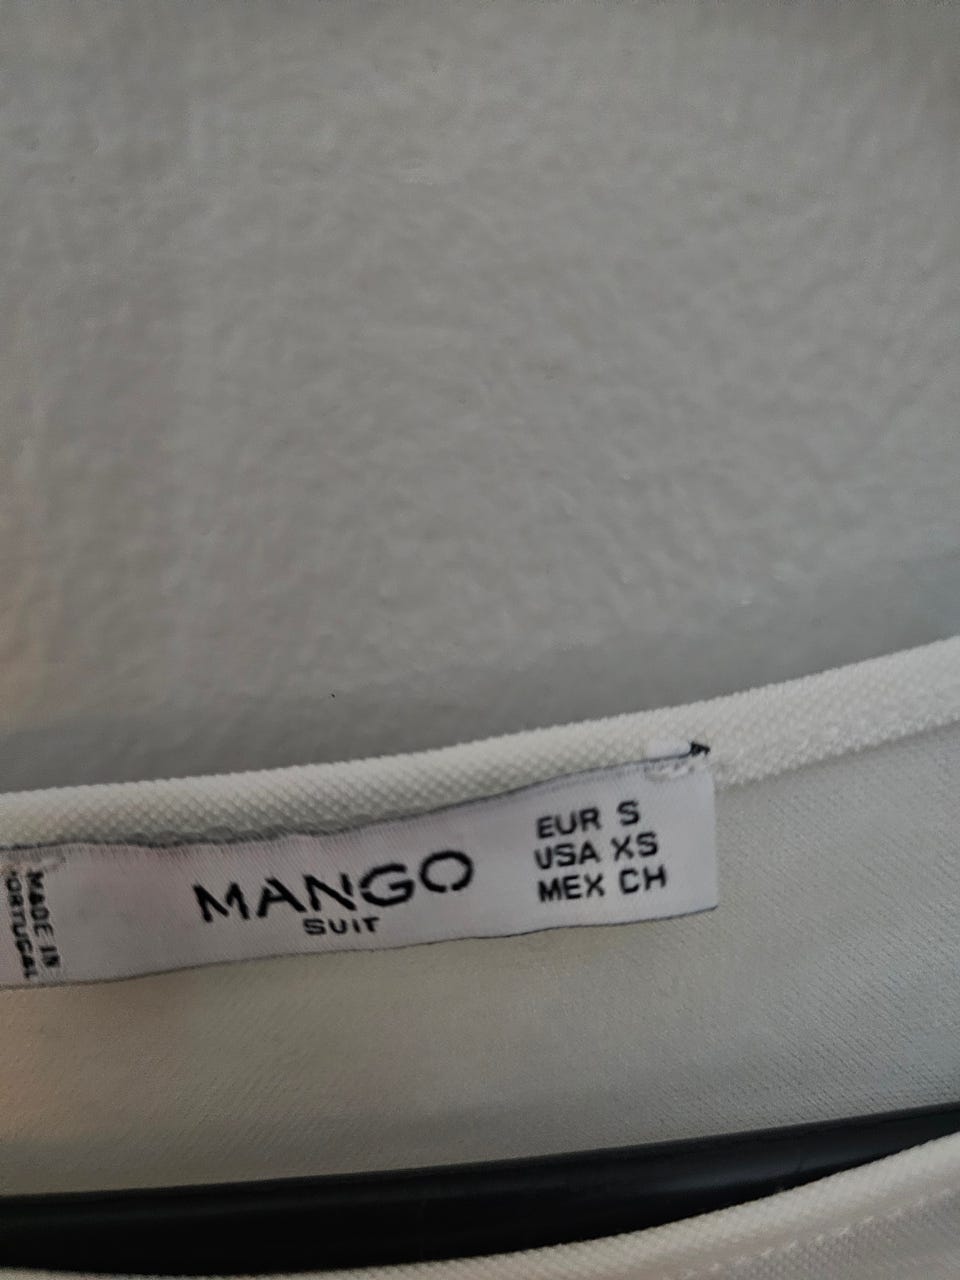 MADE IN
PORTUGAL
MANGO
SUIT
EUR S
USA XS
MEX CH